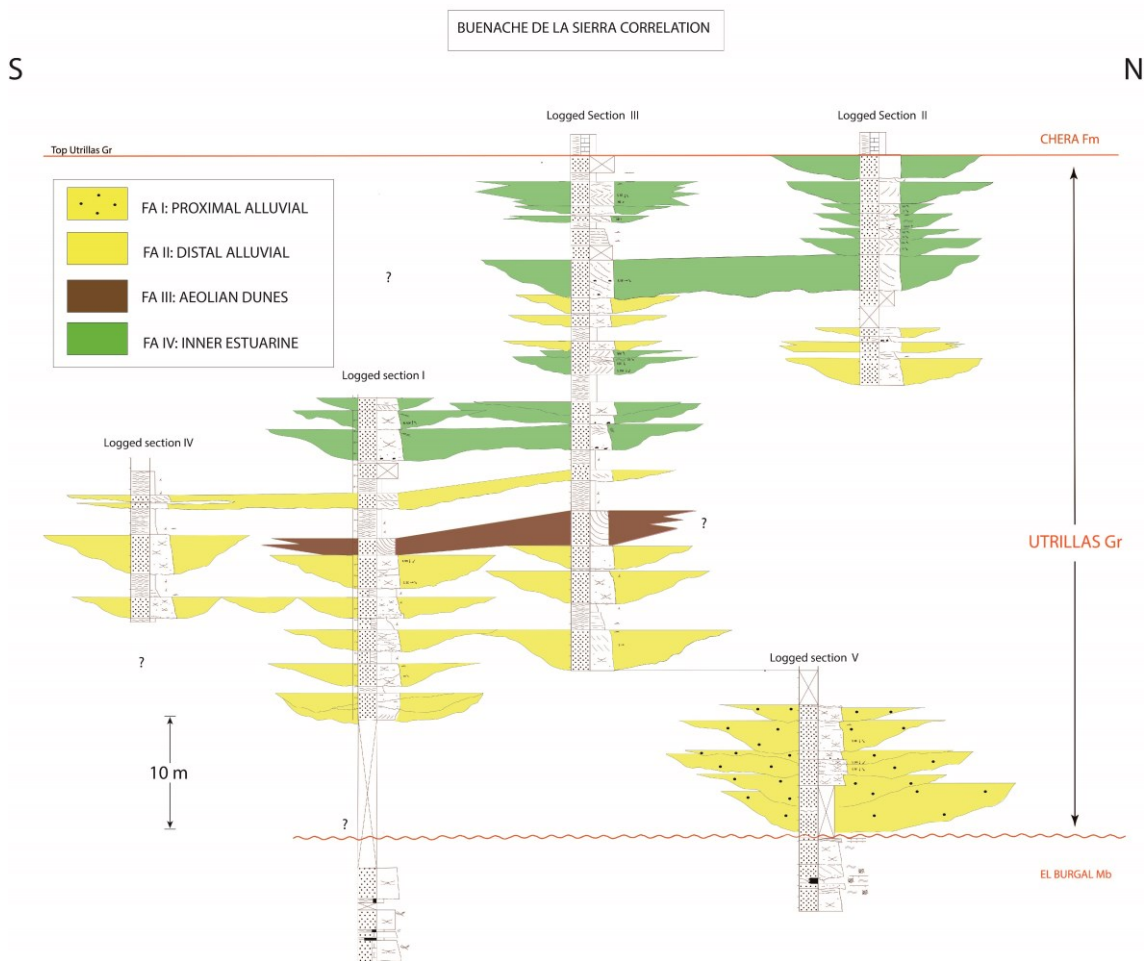 BUENACHE DE LA SIERRA CORRELATION
S
N
Logged Section III
Logged Section II
Top Utrillas Gr
CHERA Fm
FA I: PROXIMAL ALLUVIAL
FA II: DISTAL ALLUVIAL
FA III: AEOLIAN DUNES
FA IV: INNER ESTUARINE
?
Logged section I
Logged section IV
?
UTRILLAS Gr
Logged section V
?
10 m
?
EL BURGAL Mb